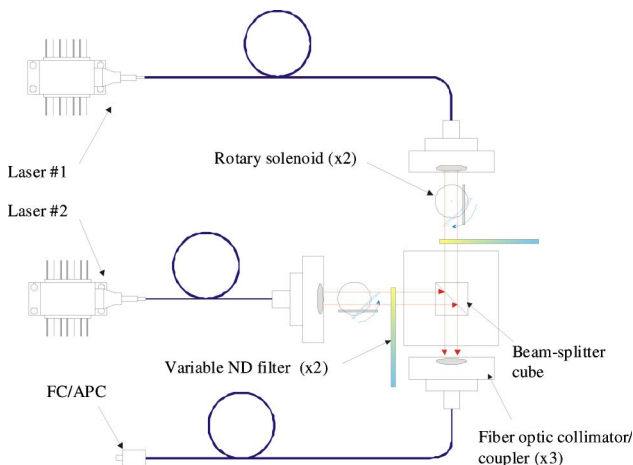 Rotary solenoid (x2)
Laser #1
Laser #2
Variable ND filter (x2)
Beam-splitter
cube
FC/APC
Fiber optic collimator/
coupler (x3)